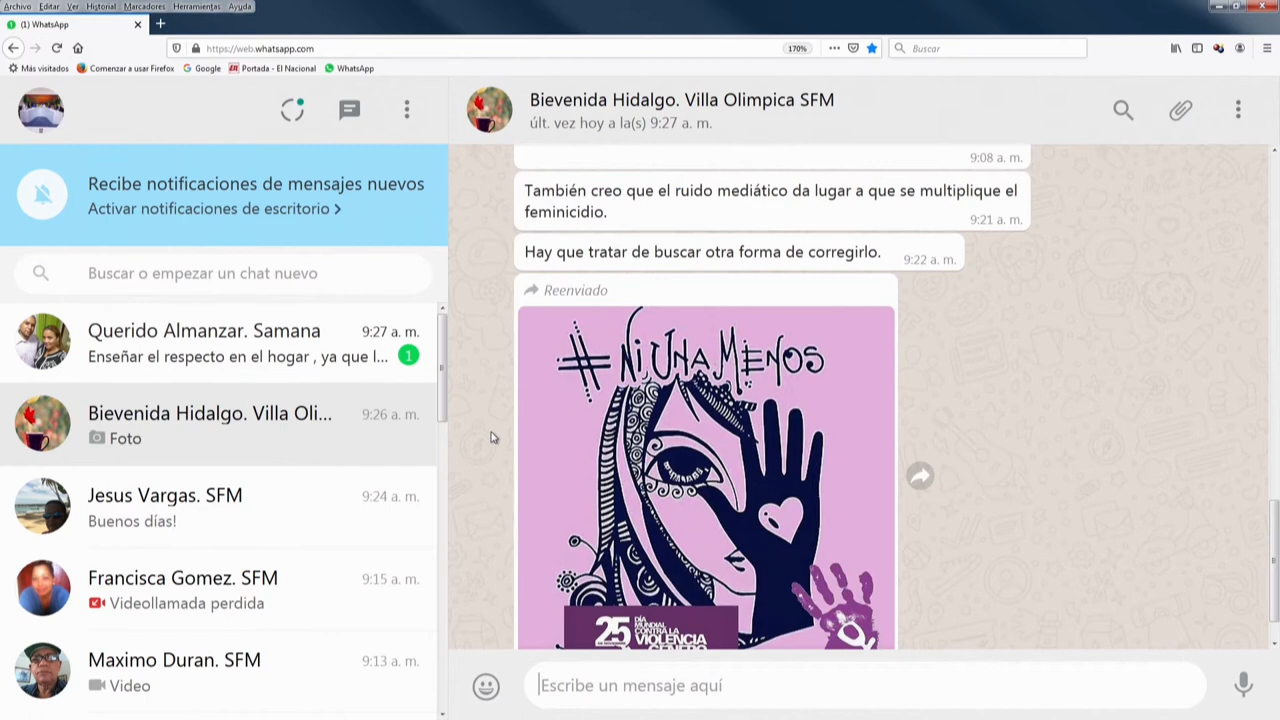 Archivo Editar Ver Historial Marcadores Herramientas Ayuda
(1) WhatsApp
https://web.whatsapp.com
170%
Buscar
Más visitados
Comenzar a usar Firefox
Google
Portada - El Nacional
WhatsApp
Recibe notificaciones de mensajes nuevos
Activar notificaciones de escritorio
Buscar o empezar un chat nuevo
Querido Almanzar. Samana
9:27 a. m.
Enseñar el respecto en el hogar , ya que l...
1
Bievenida Hidalgo. Villa Oli...
9:26 a. m.
Foto
Jesus Vargas. SFM
9:24 a. m.
Buenos días!
Francisca Gomez. SFM
9:15 a. m.
Videollamada perdida
Maximo Duran. SFM
9:13 a. m.
Video
Bievenida Hidalgo. Villa Olimpica SFM
últ. vez hoy a la(s) 9:27 a. m.
9:08 a. m.
También creo que el ruido mediático da lugar a que se multiplique el
feminicidio.
9:21 a. m.
Hay que tratar de buscar otra forma de corregirlo.
9:22 a. m.
Reenviado
#NiUNAMENOS
25
DÍA
MUNDIAL
CONTRA LA
VIOLENCIA
GÉNERO
Escribe un mensaje aquí